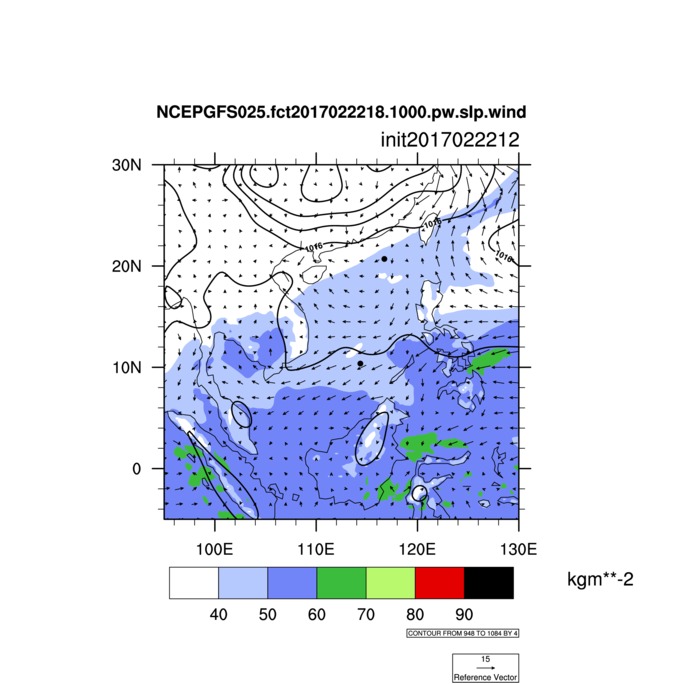 NCEPGFS025.fct2017022218.1000.pw.slp.wind
init2017022212
30N
1016
1016
1016
20N
10N
0
100E 110E 120E 130E
kgm**-2
40 50 60 70 80 90
CONTOUR FROM 948 TO 1084 BY 4
15
Reference Vector